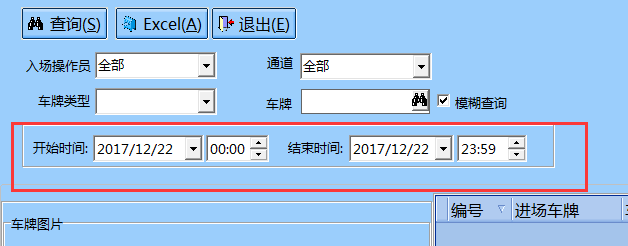 查询(S) Excel(A) 退出(E)
入场操作员 全部 通道 全部
车牌类型 车牌 模糊查询
开始时间: 2017/12/22 00:00 结束时间: 2017/12/22 23:59
编号 进场车牌
车牌图片